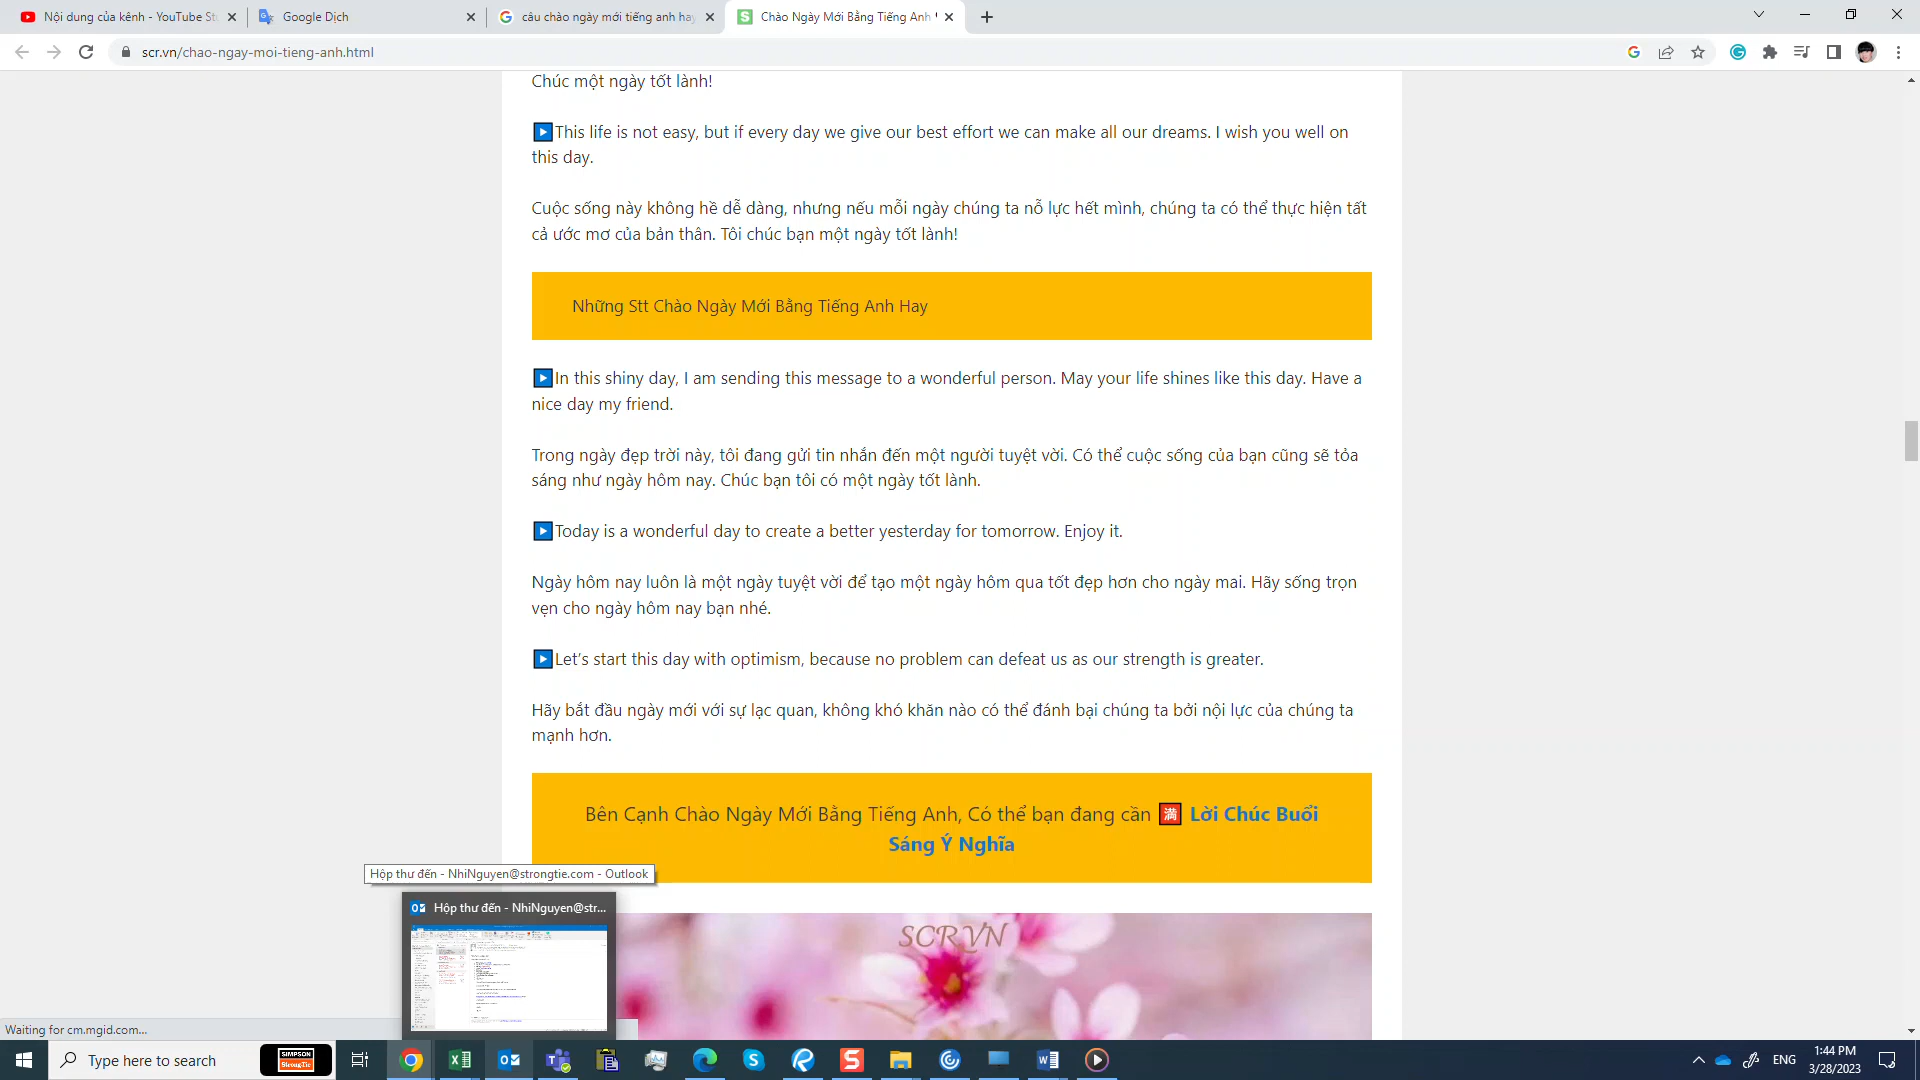 Nội dung của kênh - YouTube St
Google Dịch
câu chào ngày mới tiếng anh hay
Chào Ngày Mới Bằng Tiếng Anh
scr.vn/chao-ngay-moi-tieng-anh.html
Chúc một ngày tốt lành!
▶This life is not easy, but if every day we give our best effort we can make all our dreams. I wish you well on
this day.
Cuộc sống này không hề dễ dàng, nhưng nếu mỗi ngày chúng ta nỗ lực hết mình, chúng ta có thể thực hiện tất
cả ước mơ của bản thân. Tôi chúc bạn một ngày tốt lành!
Những Stt Chào Ngày Mới Bằng Tiếng Anh Hay
▶In this shiny day, I am sending this message to a wonderful person. May your life shines like this day. Have a
nice day my friend.
Trong ngày đẹp trời này, tôi đang gửi tin nhắn đến một người tuyệt vời. Có thể cuộc sống của bạn cũng sẽ tỏa
sáng như ngày hôm nay. Chúc bạn tôi có một ngày tốt lành.
▶Today is a wonderful day to create a better yesterday for tomorrow. Enjoy it.
Ngày hôm nay luôn là một ngày tuyệt vời để tạo một ngày hôm qua tốt đẹp hơn cho ngày mai. Hãy sống trọn
vẹn cho ngày hôm nay bạn nhé.
▶Let’s start this day with optimism, because no problem can defeat us as our strength is greater.
Hãy bắt đầu ngày mới với sự lạc quan, không khó khăn nào có thể đánh bại chúng ta bởi nội lực của chúng ta
mạnh hơn.
Bên Cạnh Chào Ngày Mới Bằng Tiếng Anh, Có thể bạn đang cần 🈵 Lời Chúc Buổi
Sáng Ý Nghĩa
Hộp thư đến - NhiNguyen@strongtie.com - Outlook
Hộp thư đến - NhiNguyen@str...
SCR.VN
Waiting for cm.mgid.com...
Type here to search
SIMPSON
StrongTie
ENG
1:44 PM
3/28/2023